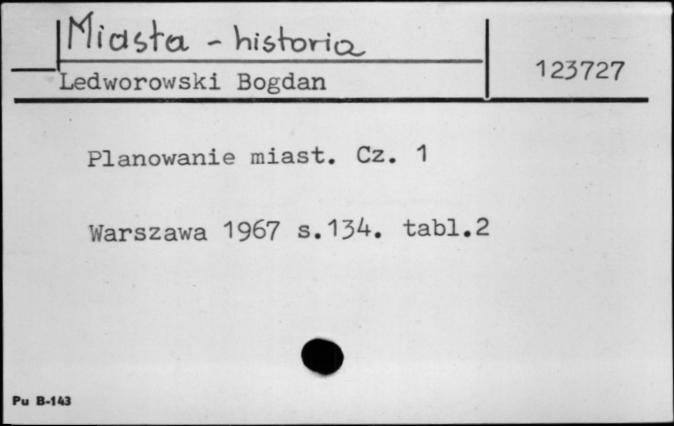 Miasta - historia
Ledworowski Bogdan
123727
Planowanie miast. Cz. 1
Warszawa 1967 s.134. tabl.2
Pu B-143